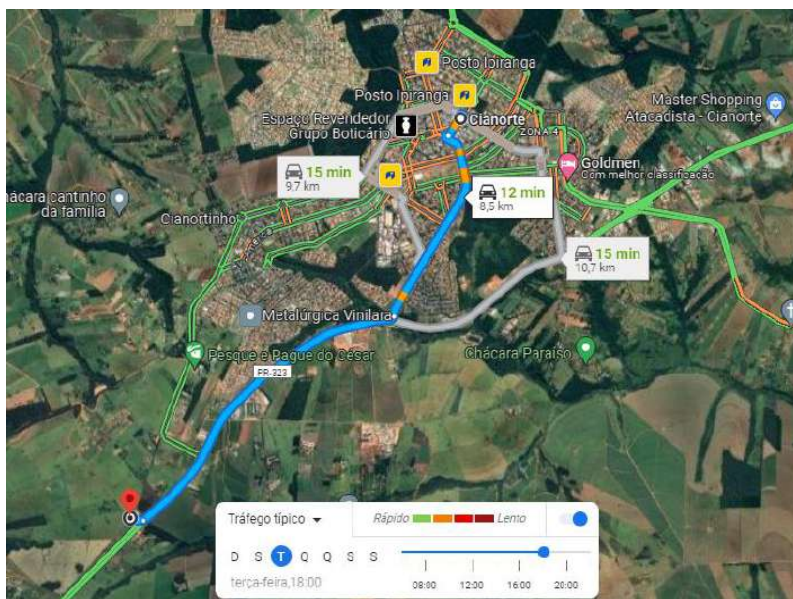 Posto Ipiranga
Posto Ipiranga
Cianorte
Espaço Revendedor
Grupo Boticário
ZONA 4
Master Shopping
Atacadista - Cianorte
Goldmen
Com melhor classificação
15 min
9,7 km
12 min
8,5 km
hácara cantinho
da família
Cianortinho
15 min
10,7 km
Metalúrgica Vinilaia
Pesque e Pague do César
Chácara Paraíso
PR-323
Tráfego típico
Rápido
Lento
D S T Q Q S S
terça-feira,18:00
08:00 12:00 16:00 20:00